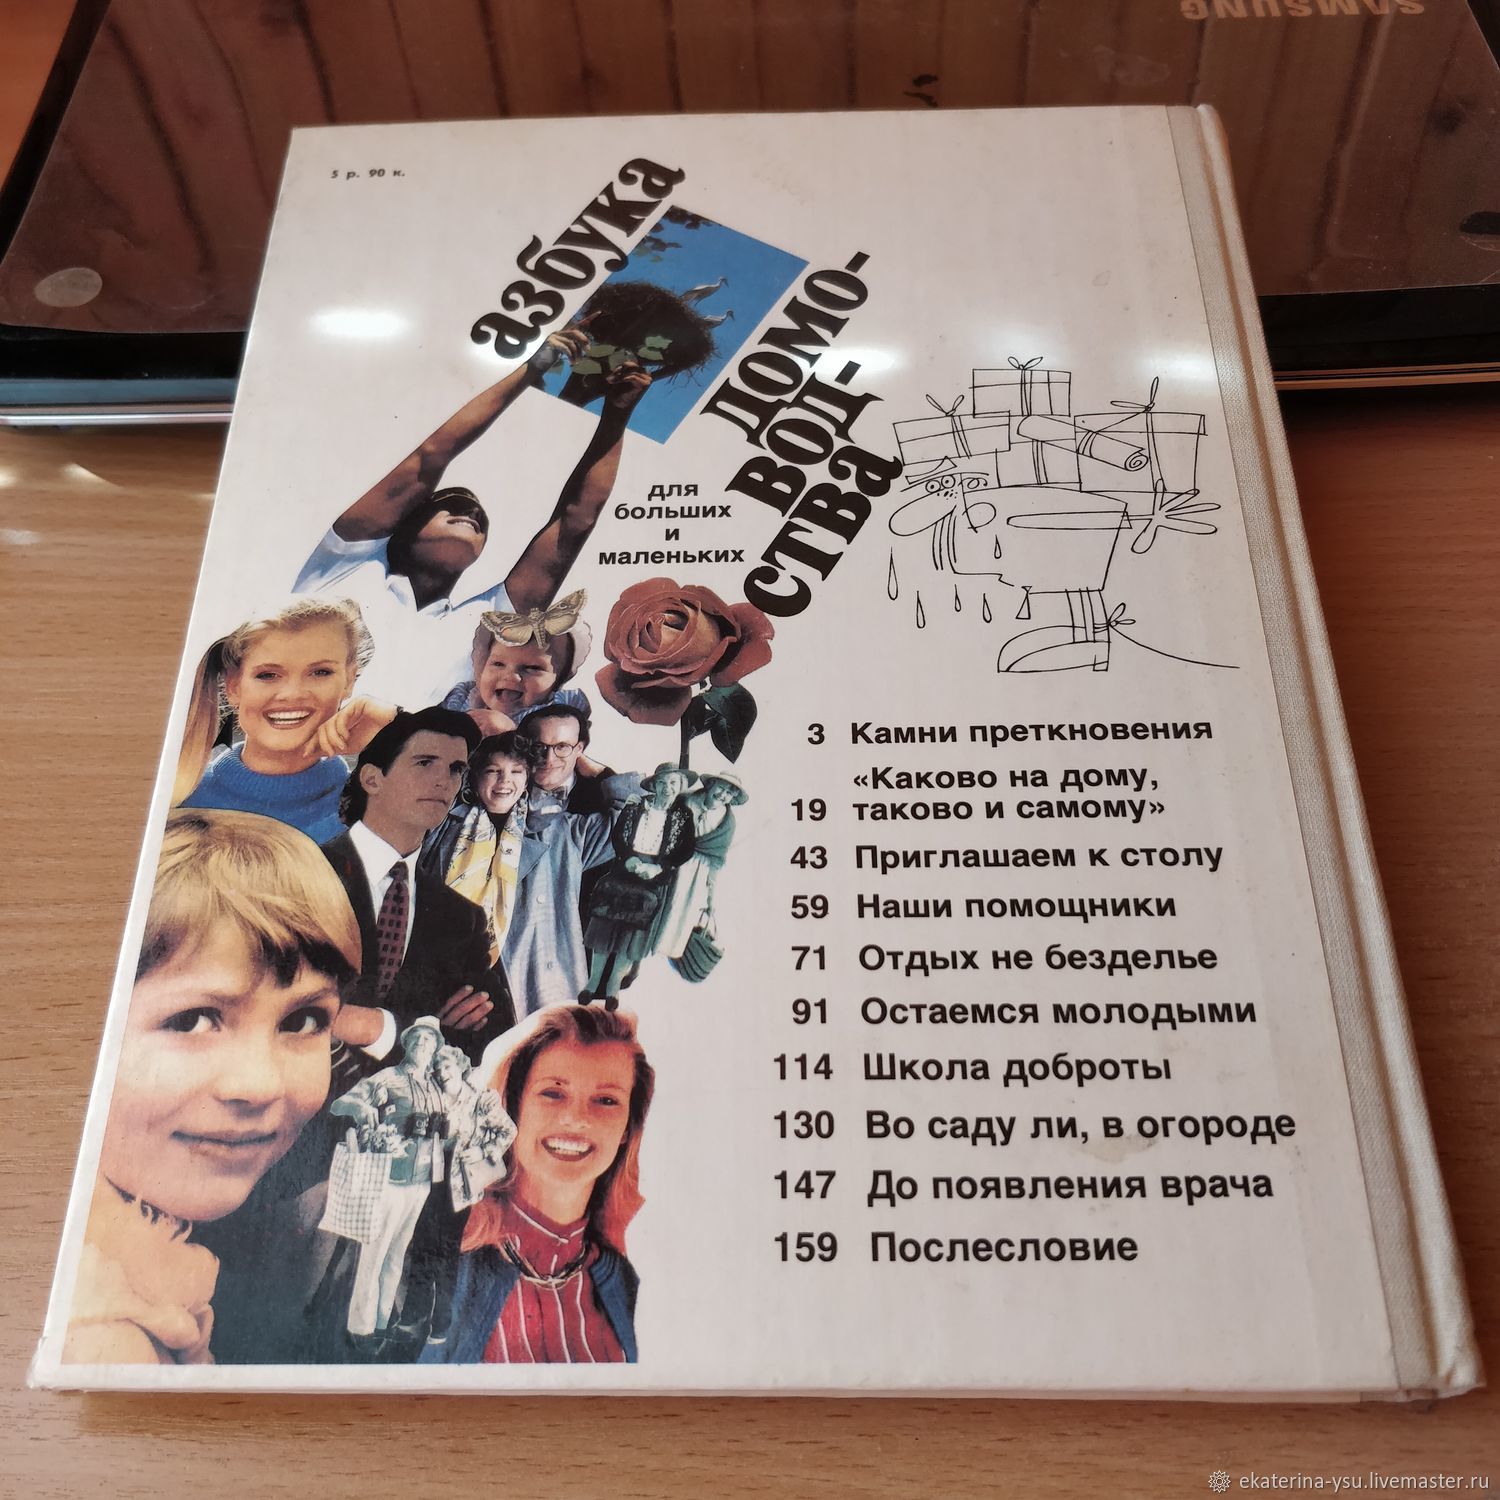 SAMSUNG
5 р. 90 к.
азбука
ДОМО-
ВОД-
СТВа
для
больших
и
маленьких
3 Камни преткновения
«Каково на дому,
19 таково и самому»
43 Приглашаем к столу
59 Наши помощники
71 Отдых не безделье
91 Остаемся молодыми
114 Школа доброты
130 Во саду ли, в огороде
147 До появления врача
159 Послесловие
ekaterina-ysu.livemaster.ru